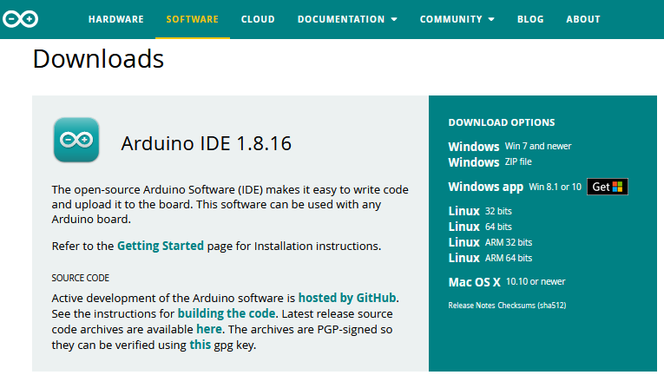 HARDWARE SOFTWARE CLOUD DOCUMENTATION COMMUNITY BLOG ABOUT
Downloads
Arduino IDE 1.8.16
The open-source Arduino Software (IDE) makes it easy to write code
and upload it to the board. This software can be used with any
Arduino board.
Refer to the Getting Started page for Installation instructions.
SOURCE CODE
Active development of the Arduino software is hosted by GitHub.
See the instructions for building the code. Latest release source
code archives are available here. The archives are PGP-signed so
they can be verified using this gpg key.
DOWNLOAD OPTIONS
Windows Win 7 and newer
Windows ZIP file
Windows app Win 8.1 or 10 Get
Linux 32 bits
Linux 64 bits
Linux ARM 32 bits
Linux ARM 64 bits
Mac OS X 10.10 or newer
Release Notes Checksums (sha512)